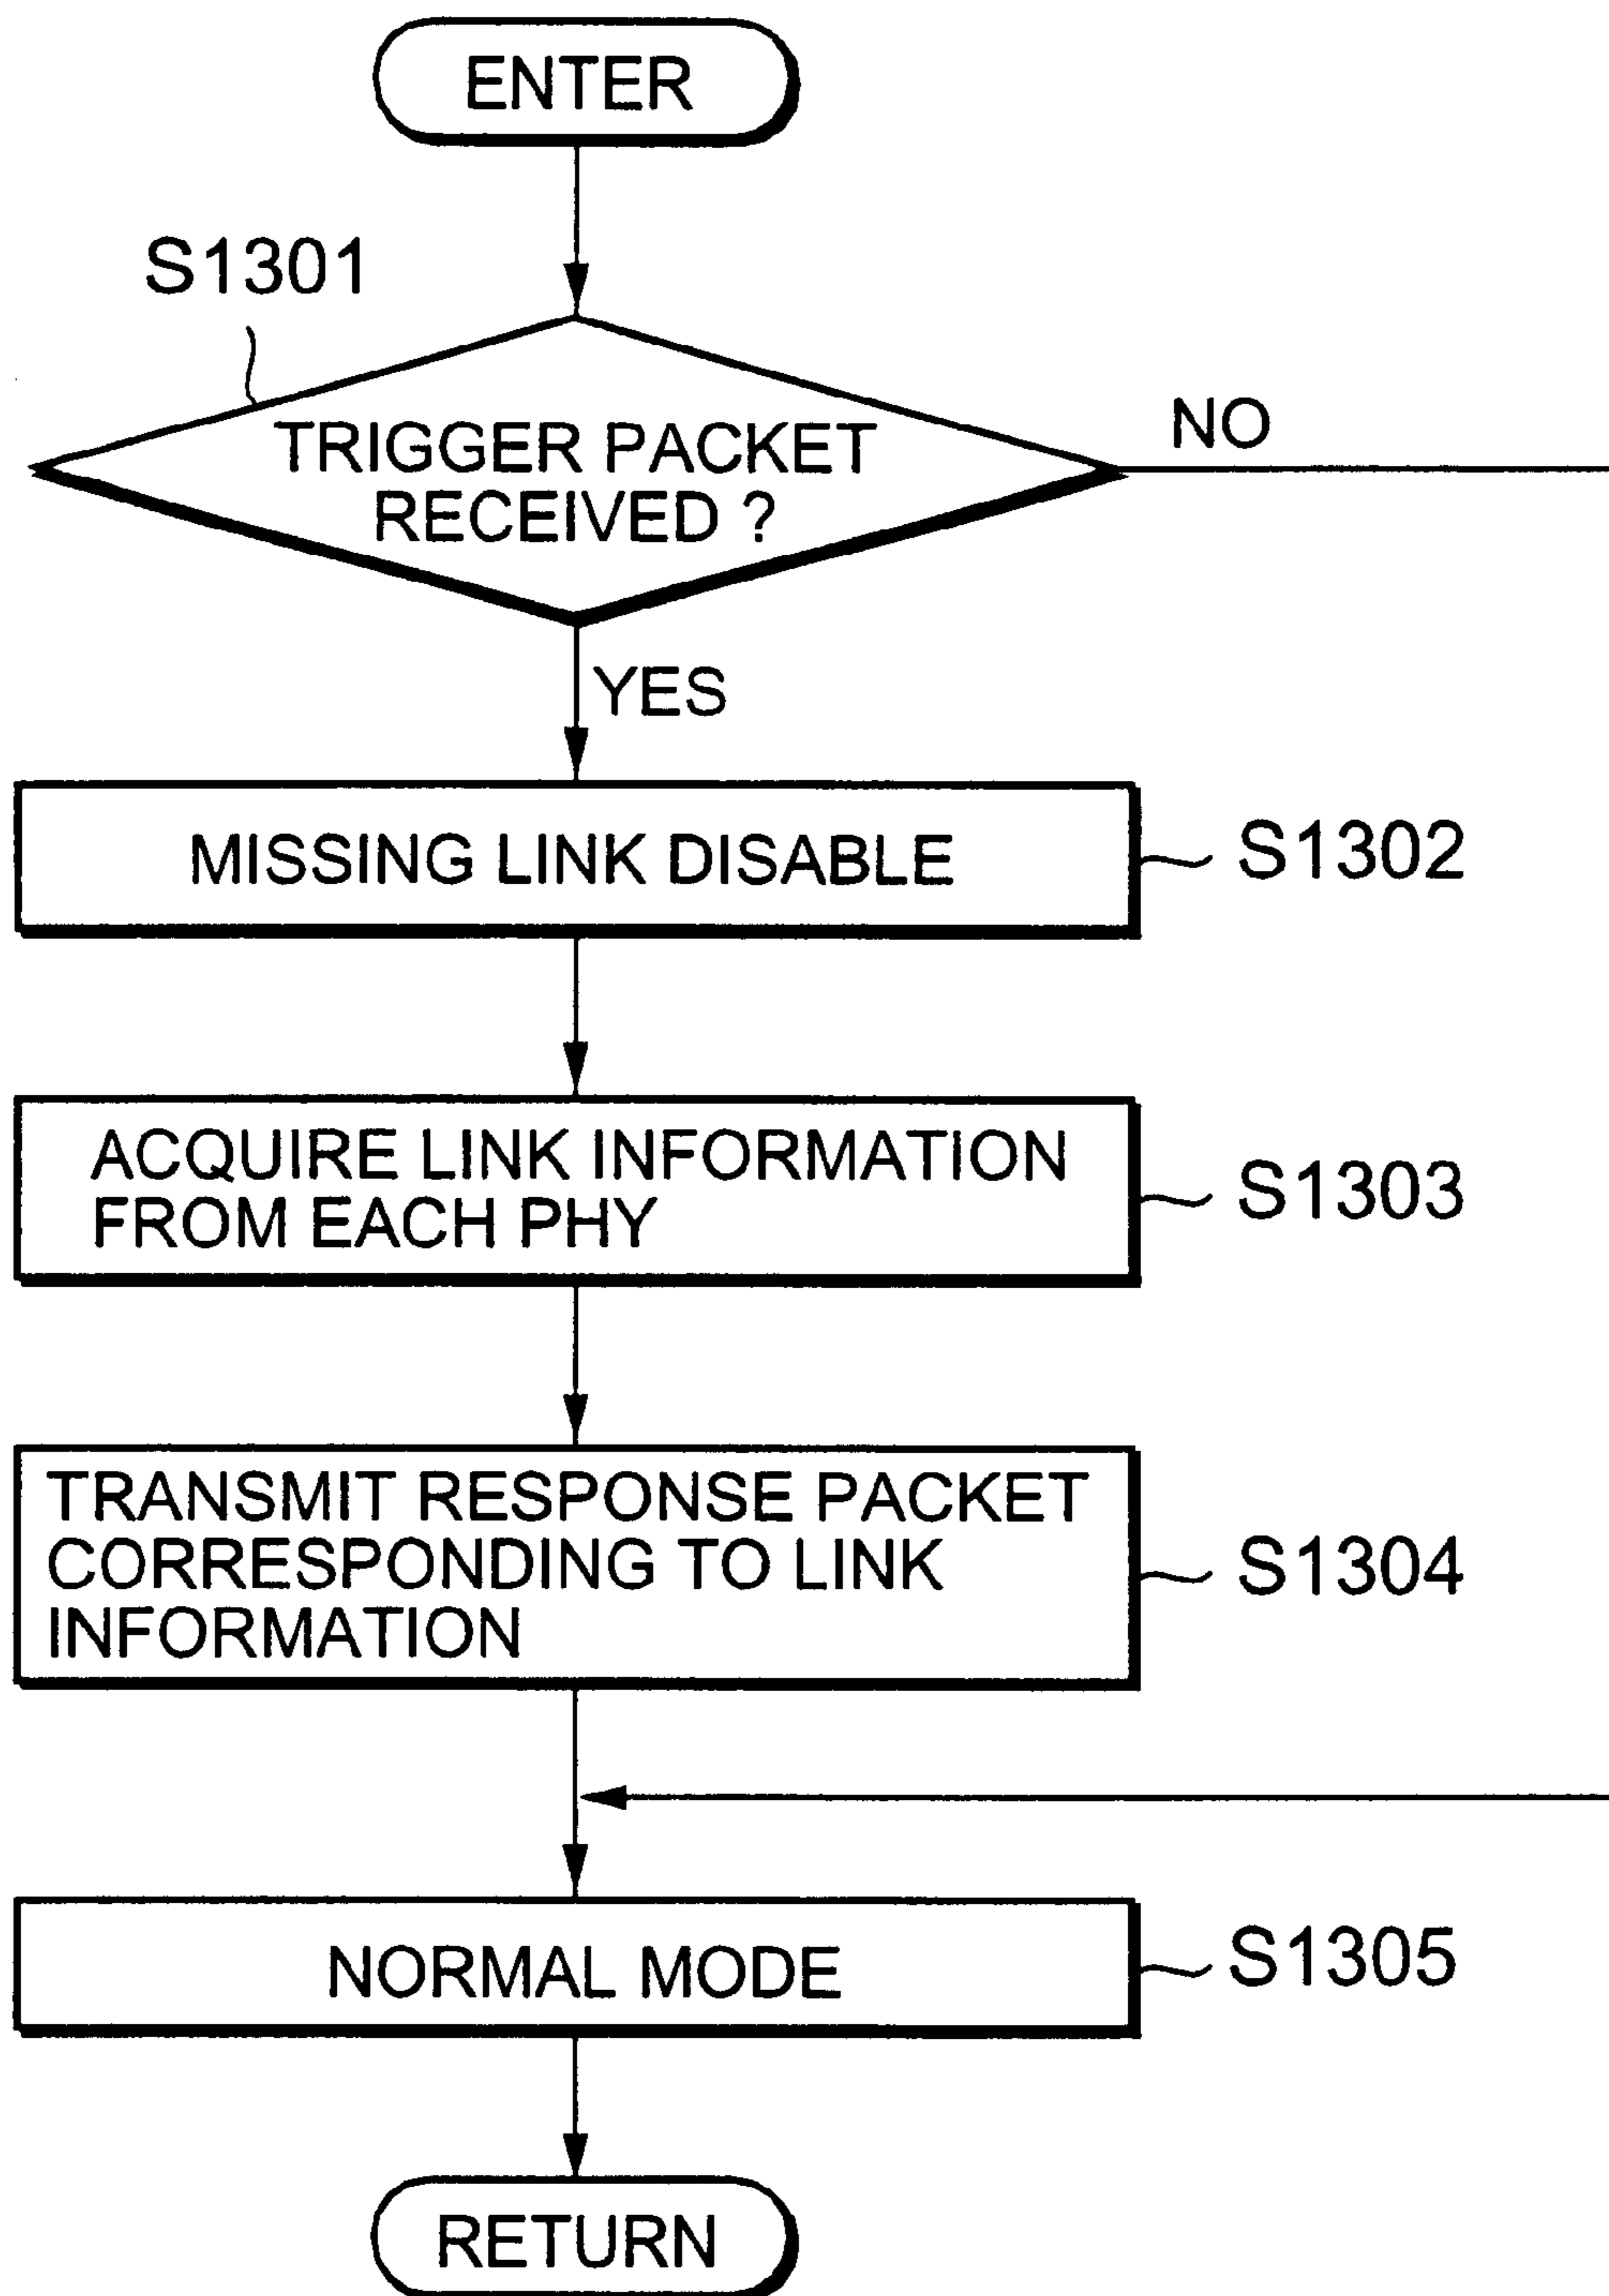 ENTER
S1301
TRIGGER PACKET
RECEIVED ?
NO
YES
MISSING LINK DISABLE
S1302
ACQUIRE LINK INFORMATION
FROM EACH PHY
S1303
TRANSMIT RESPONSE PACKET
CORRESPONDING TO LINK
INFORMATION
S1304
NORMAL MODE
S1305
RETURN